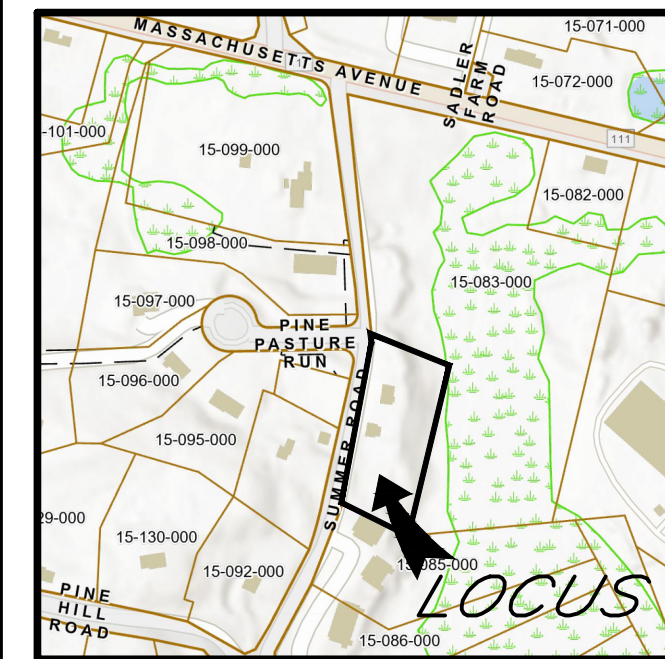 15-071-000
MASSACHUSETTS AVENUE
SADLER
FARM
ROAD
15-072-000
-101-000
15-099-000
111
15-082-000
15-098-000
15-083-000
15-097-000
PINE
PASTURE
RUN
15-096-000
SUMMER ROAD
15-095-000
29-000
15-130-000
15-085-000
15-092-000
PINE
HILL
ROAD
LOCUS
15-086-000